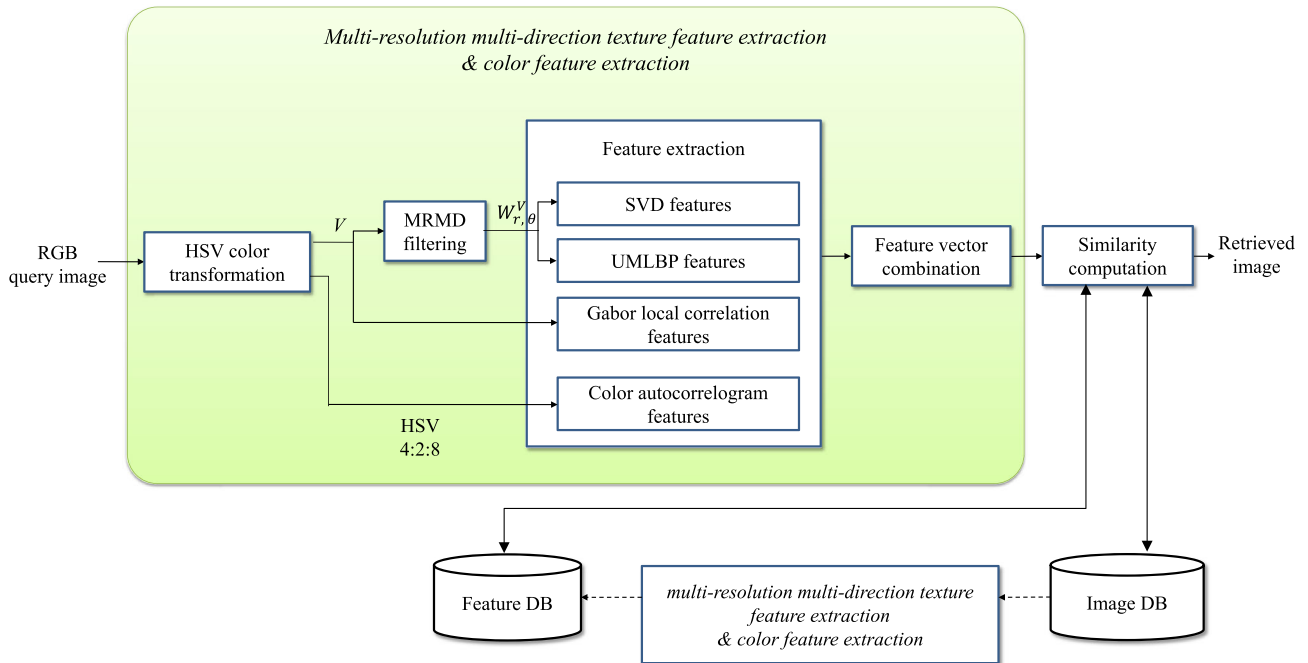 Multi-resolution multi-direction texture feature extraction
& color feature extraction
Feature extraction
RGB
query image
HSV color
transformation
V
MRMD
filtering
W^V_{r, θ}
SVD features
UMLBP features
Gabor local correlation
features
Color autocorrelogram
features
HSV
4:2:8
Feature vector
combination
Similarity
computation
Retrieved
image
Feature DB
multi-resolution multi-direction texture
feature extraction
& color feature extraction
Image DB